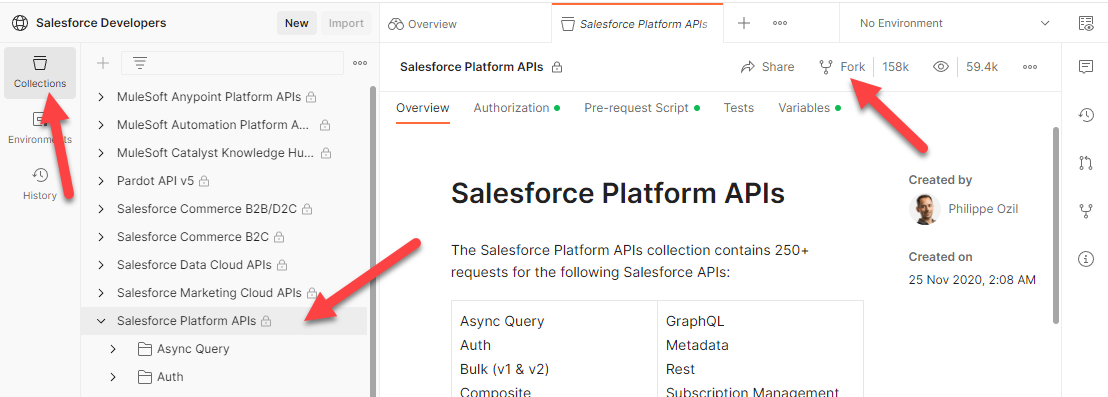 Salesforce Developers
New
Import
Overview
Salesforce Platform APIs
No Environment
Collections
Environments
History
MuleSoft Anypoint Platform APIs
MuleSoft Automation Platform A...
MuleSoft Catalyst Knowledge Hu...
Pardot API v5
Salesforce Commerce B2B/D2C
Salesforce Commerce B2C
Salesforce Data Cloud APIs
Salesforce Marketing Cloud APIs
Salesforce Platform APIs
Async Query
Auth
Salesforce Platform APIs
Share
Fork
158k
59.4k
Overview
Authorization
Pre-request Script
Tests
Variables
Salesforce Platform APIs
The Salesforce Platform APIs collection contains 250+
requests for the following Salesforce APIs:
Async Query
Auth
Bulk (v1 & v2)
Composite
GraphQL
Metadata
Rest
Subscription Management
Created by
Philippe Ozil
Created on
25 Nov 2020, 2:08 AM